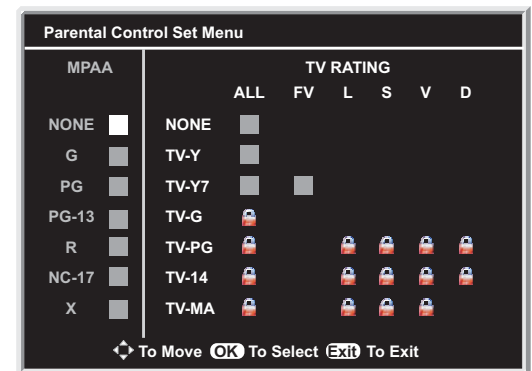 Parental Control Set Menu
MPAA TV RATING
ALL FV L S V D
NONE NONE
G TV-Y
PG TV-Y7
PG-13 TV-G
R TV-PG
NC-17 TV-14
X TV-MA
To Move OK To Select Exit To Exit